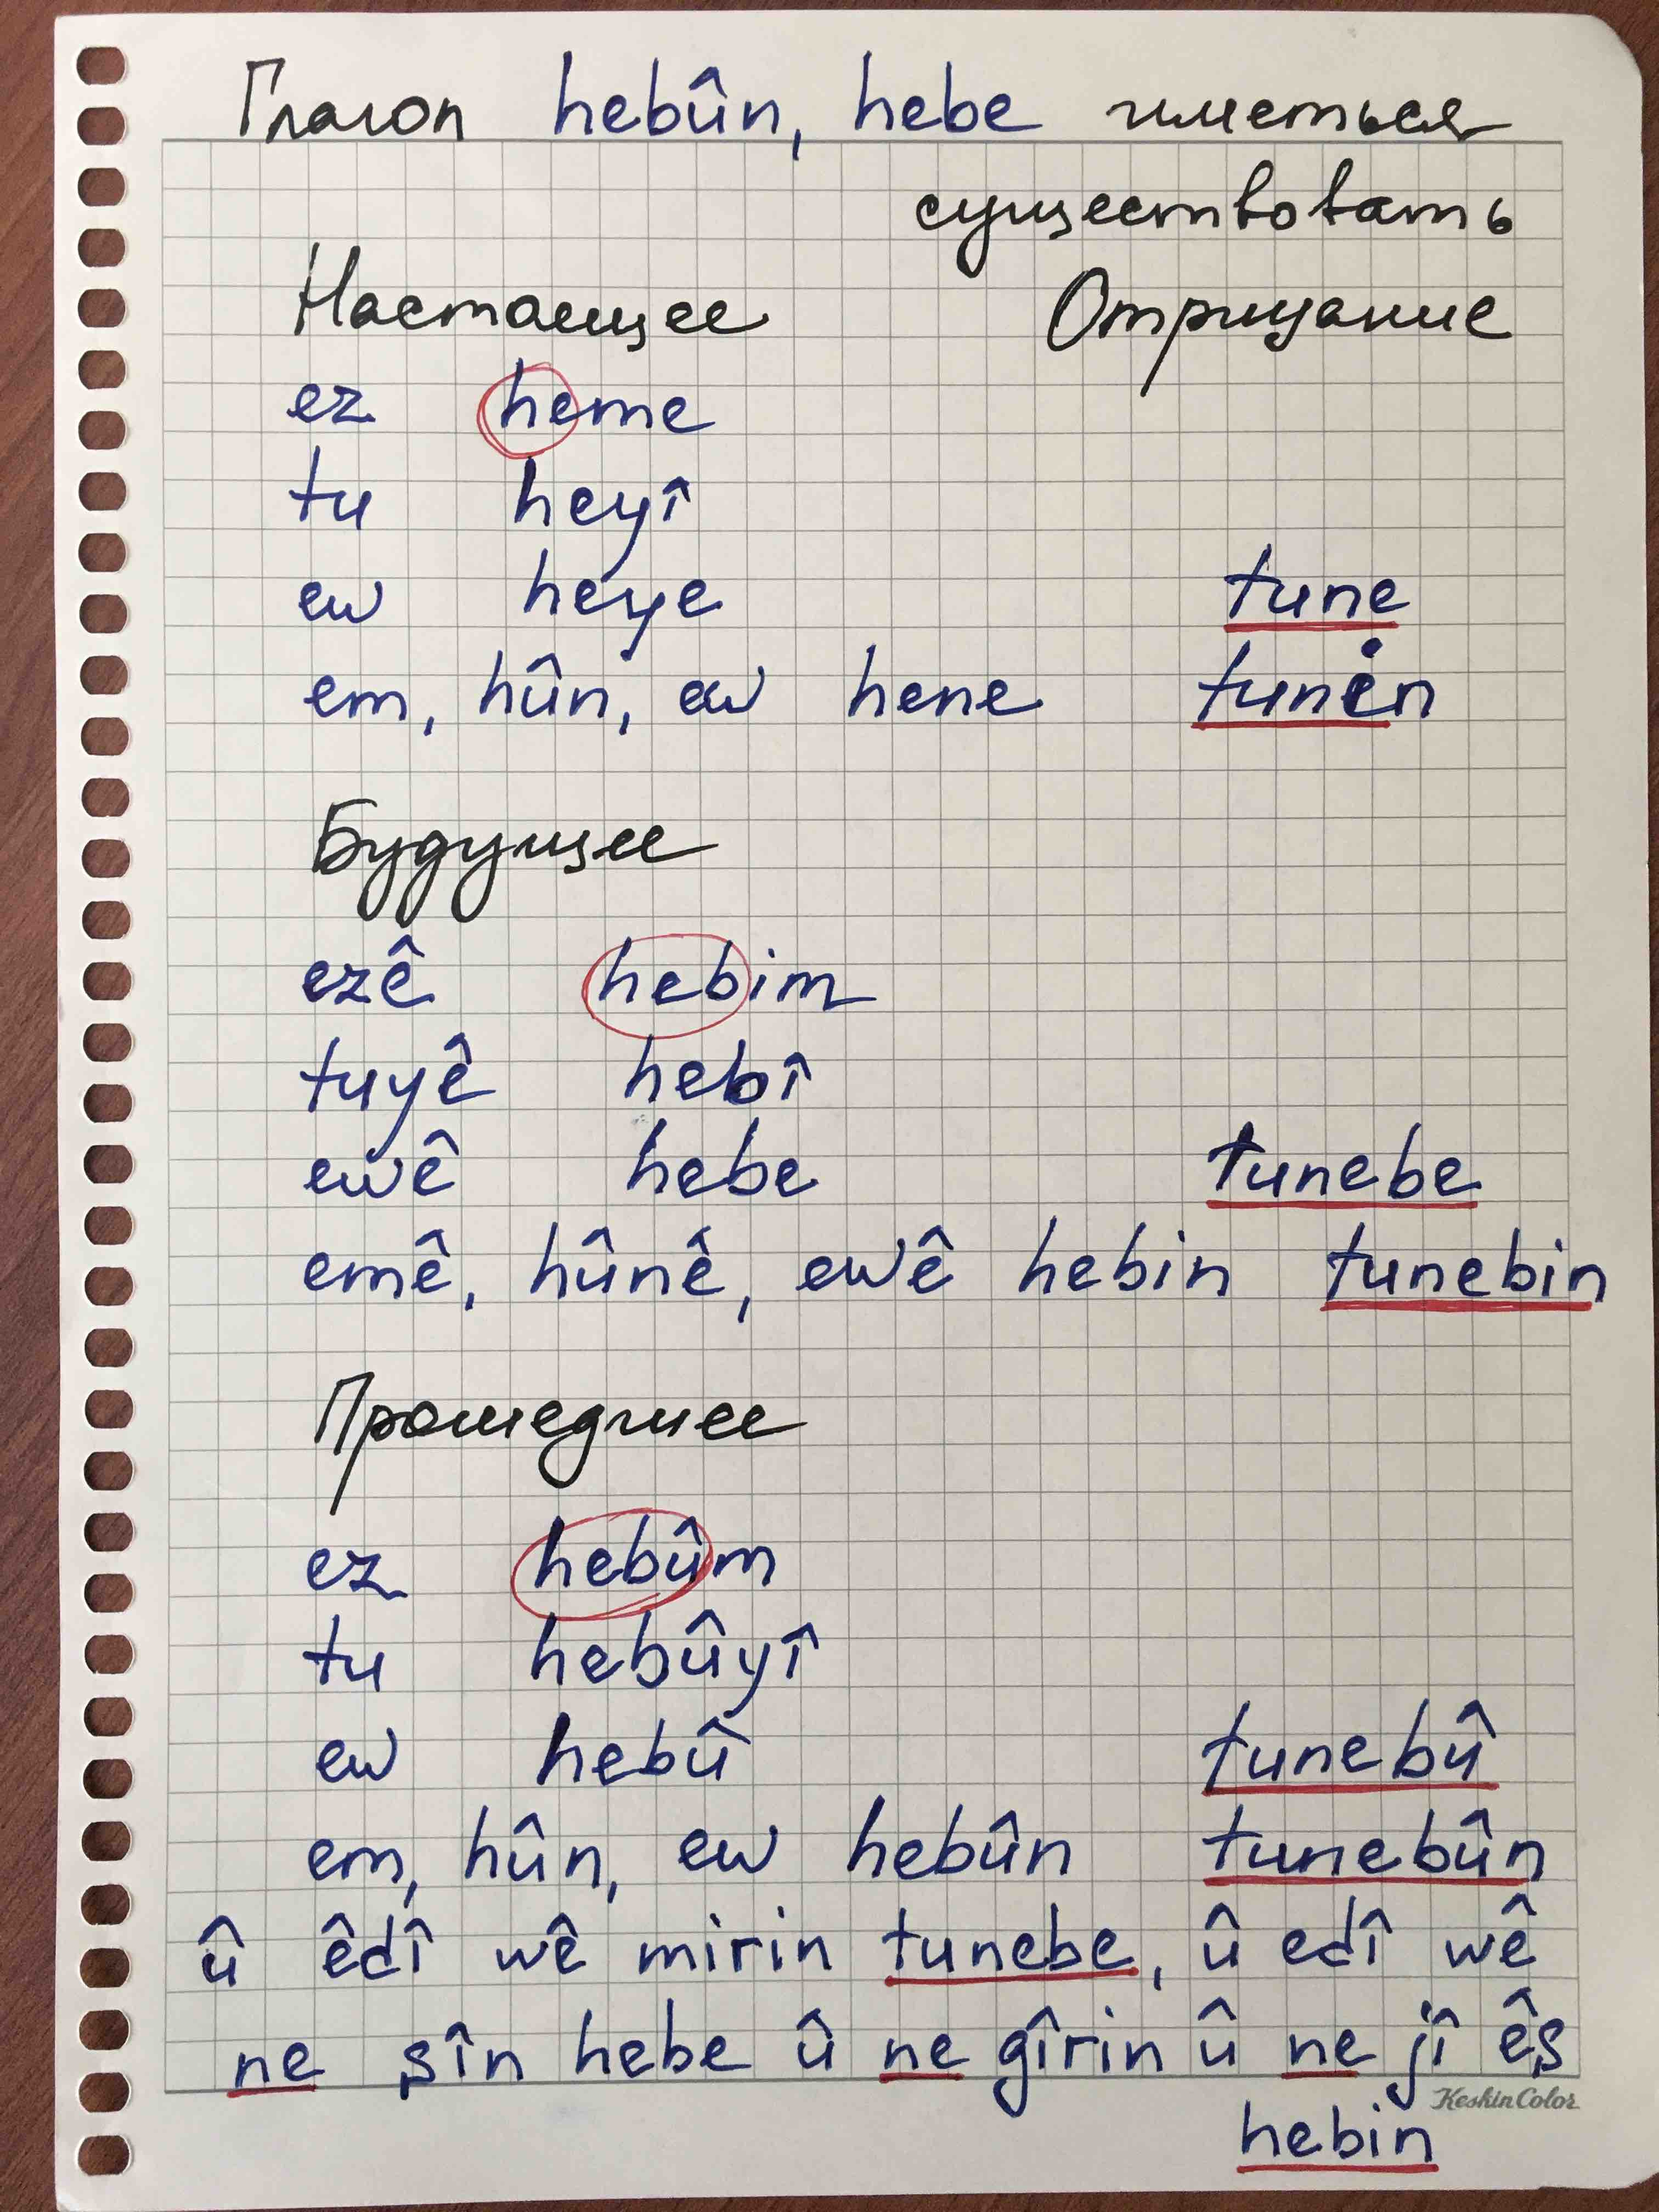 Глагол hebûn, hebe иметься
существовать
Настоящее Отрицание
ez heme
tu heyî
ew heye tune
em, hûn, ew hene tunin
Будущее
ezê hebim
tuyê hebî
ewê hebe tunebe
emê, hûnê, ewê hebin tunebin
Прошедшее
ez hebûm
tu hebûyî
ew hebû tunebû
em, hûn, ew hebûn tunebûn
û êdî wê mirin tunebe, û edî wê
ne şîn hebe û ne gîrin û ne jî êş
KeskinColor
hebin